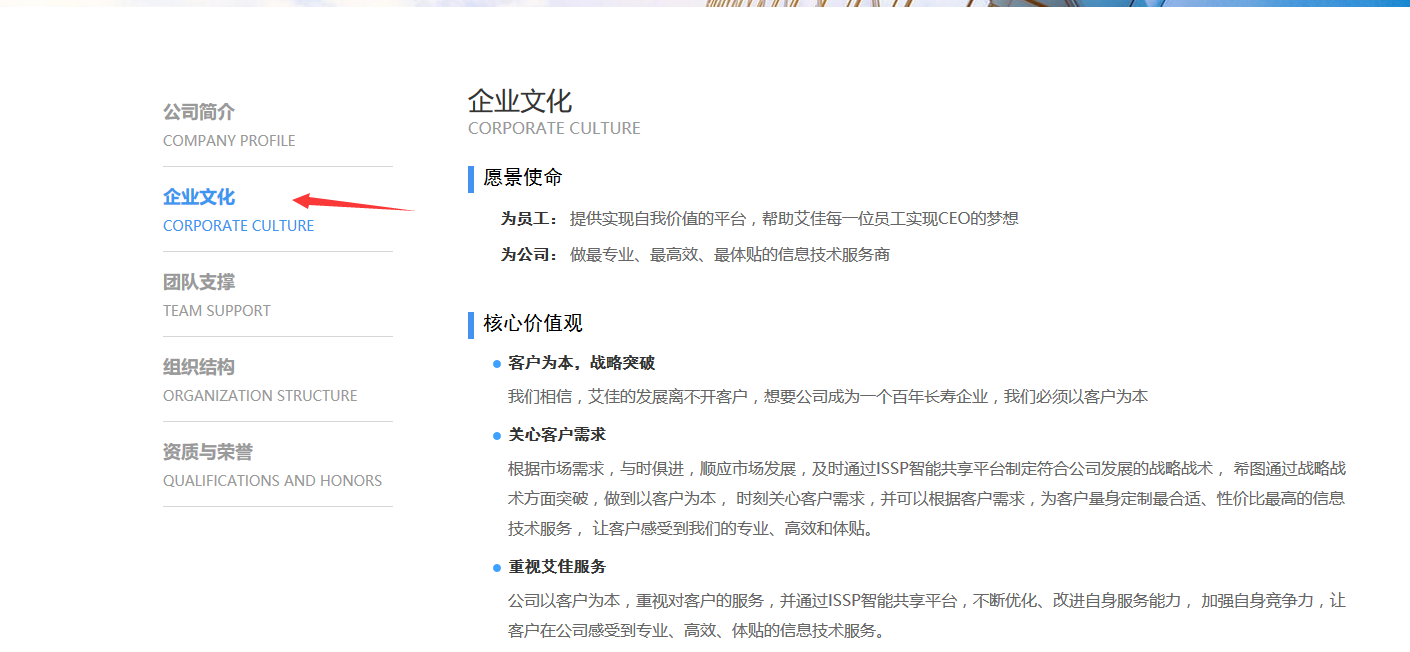 公司简介
COMPANY PROFILE
企业文化
CORPORATE CULTURE
团队支撑
TEAM SUPPORT
组织结构
ORGANIZATION STRUCTURE
资质与荣誉
QUALIFICATIONS AND HONORS
企业文化
CORPORATE CULTURE
愿景使命
为员工： 提供实现自我价值的平台，帮助艾佳每一位员工实现CEO的梦想
为公司： 做最专业、最高效、最体贴的信息技术服务商
核心价值观
客户为本，战略突破
我们相信，艾佳的发展离不开客户，想要公司成为一个百年长寿企业，我们必须以客户为本
关心客户需求
根据市场需求，与时俱进，顺应市场发展，及时通过ISSP智能共享平台制定符合公司发展的战略战术， 希图通过战略战
术方面突破，做到以客户为本， 时刻关心客户需求，并可以根据客户需求，为客户量身定制最合适、性价比最高的信息
技术服务， 让客户感受到我们的专业、高效和体贴。
重视艾佳服务
公司以客户为本，重视对客户的服务，并通过ISSP智能共享平台，不断优化、改进自身服务能力， 加强自身竞争力，让
客户在公司感受到专业、高效、体贴的信息技术服务。